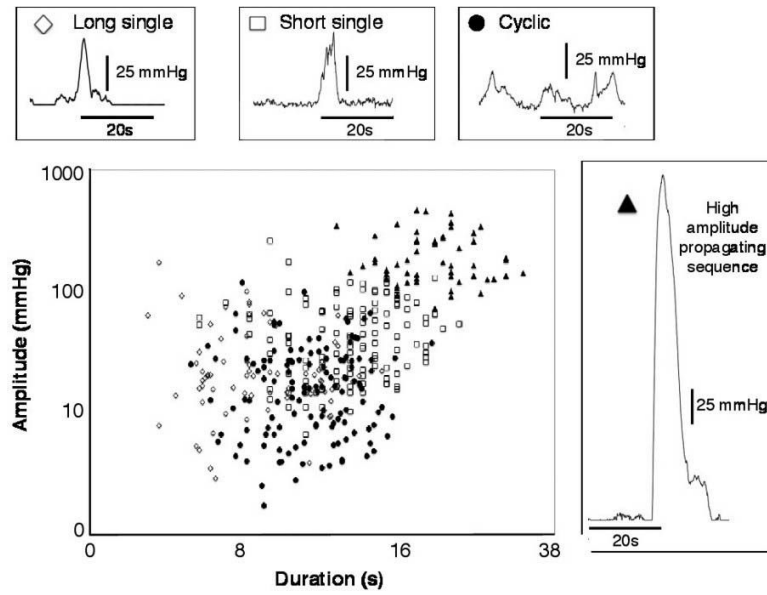 Long single
25 mmHg
20s
Short single
25 mmHg
20s
Cyclic
25 mmHg
20s
Amplitude (mmHg)
1000
100
10
0
0
8
16
38
Duration (s)
High
amplitude
propagating
sequence
25 mmHg
20s